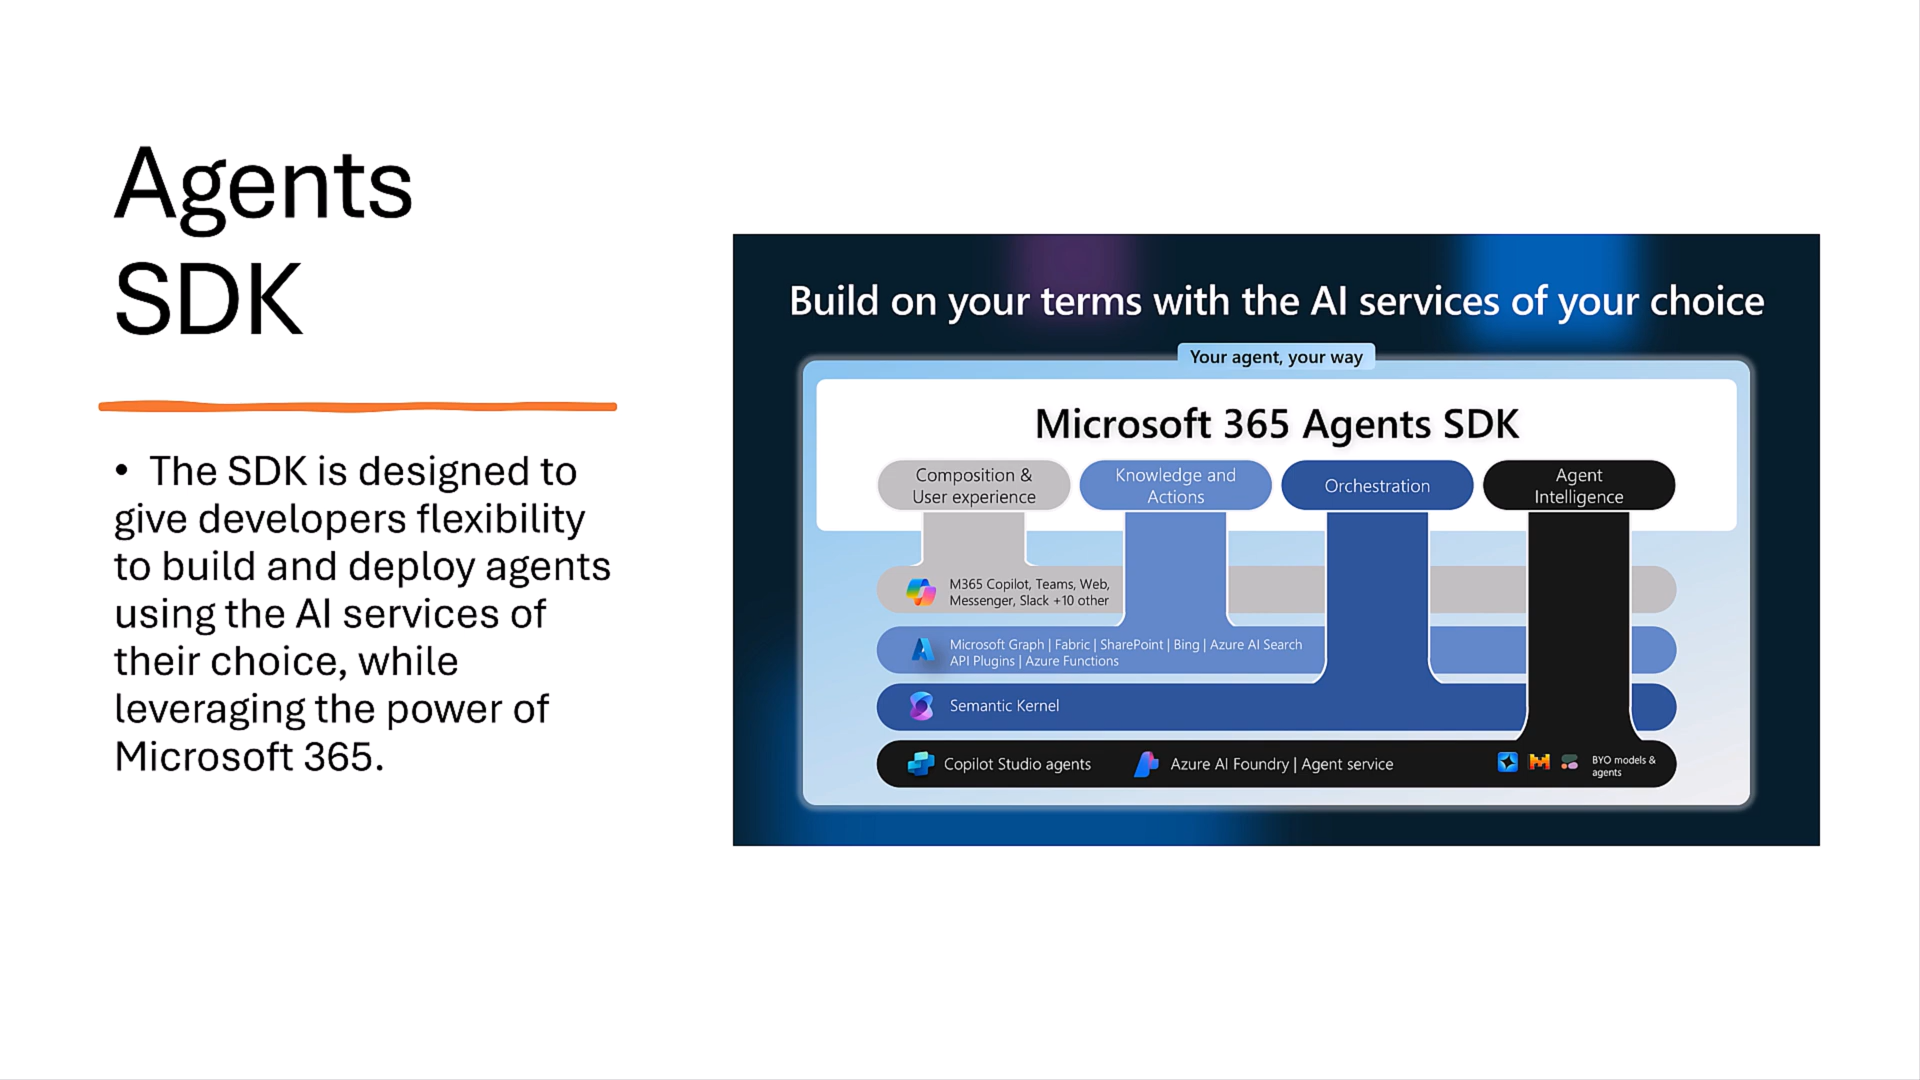 Agents
SDK
• The SDK is designed to
give developers flexibility
to build and deploy agents
using the AI services of
their choice, while
leveraging the power of
Microsoft 365.
Build on your terms with the AI services of your choice
Your agent, your way
Microsoft 365 Agents SDK
Composition &
User experience
Knowledge and
Actions
Orchestration
Agent
Intelligence
M365 Copilot, Teams, Web,
Messenger, Slack +10 other
Microsoft Graph | Fabric | SharePoint | Bing | Azure AI Search
API Plugins | Azure Functions
Semantic Kernel
Copilot Studio agents
Azure AI Foundry | Agent service
BYO models &
agents